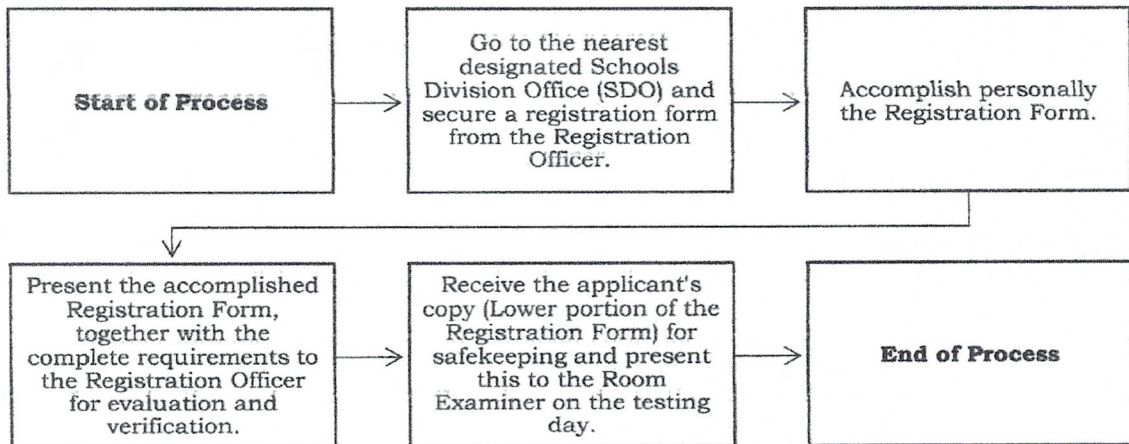 Start of Process
Go to the nearest
designated Schools
Division Office (SDO) and
secure a registration form
from the Registration
Officer.
Accomplish personally
the Registration Form.
Present the accomplished
Registration Form,
together with the
complete requirements to
the Registration Officer
for evaluation and
verification.
Receive the applicant's
copy (Lower portion of the
Registration Form) for
safekeeping and present
this to the Room
Examiner on the testing
day.
End of Process